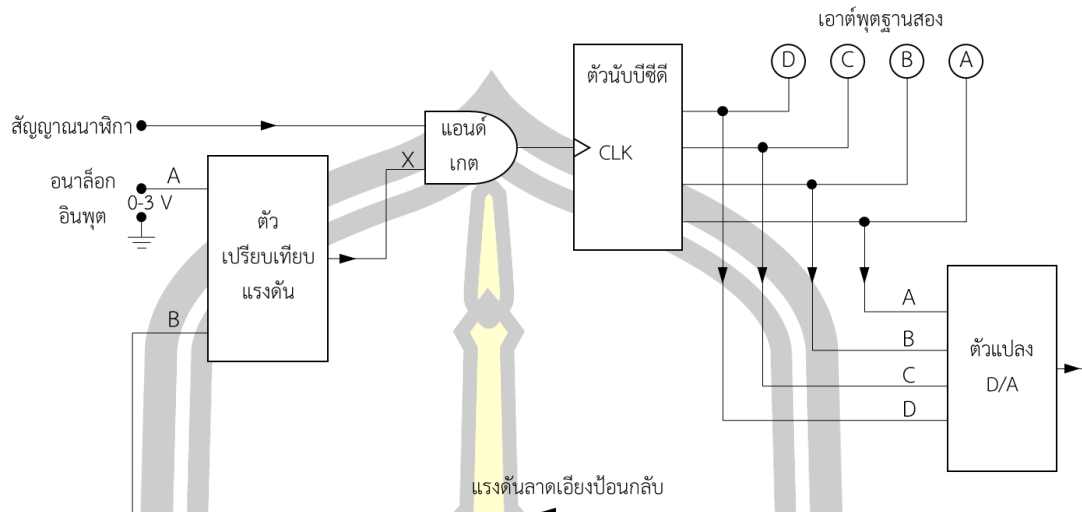 เอาต์พุตฐานสอง
D C B A
ตัวนับบีซีดี
CLK
สัญญาณนาฬิกา
แอนด์
เกต
X
อนาล็อก
อินพุต
A
0-3 V
ตัว
เปรียบเทียบ
แรงดัน
B
A
B
C
D
ตัวแปลง
D/A
แรงดันลาดเอียงป้อนกลับ